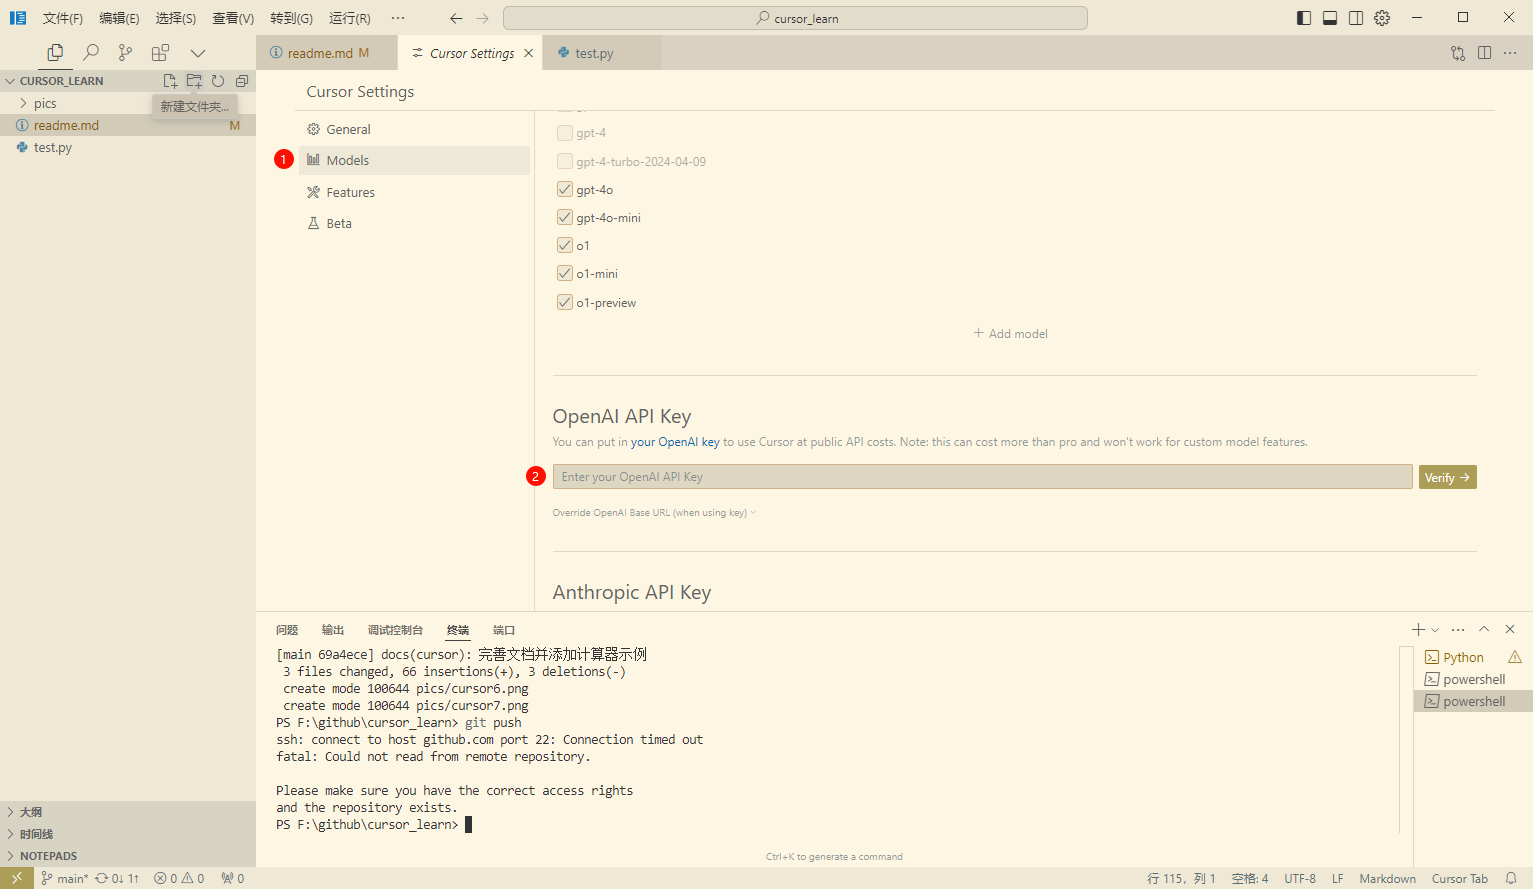 文件(F) 编辑(E) 选择(S) 查看(V) 转到(G) 运行(R) ··· cursor_learn
CURSOR_LEARN
新建文件夹...
pics
readme.md M
test.py
大纲
时间线
NOTEPADS
readme.md M Cursor Settings test.py
Cursor Settings
General
1 Models
Features
Beta
gpt-4
gpt-4-turbo-2024-04-09
gpt-4o
gpt-4o-mini
o1
o1-mini
o1-preview
+ Add model
OpenAI API Key
You can put in your OpenAI key to use Cursor at public API costs. Note: this can cost more than pro and won't work for custom model features.
2 Enter your OpenAI API Key Verify →
Override OpenAI Base URL (when using key)
Anthropic API Key
问题 输出 调试控制台 终端 端口
[main 69a4ece] docs(cursor): 完善文档并添加计算器示例
3 files changed, 66 insertions(+), 3 deletions(-)
create mode 100644 pics/cursor6.png
create mode 100644 pics/cursor7.png
PS F:\github\cursor_learn> git push
ssh: connect to host github.com port 22: Connection timed out
fatal: Could not read from remote repository.
Please make sure you have the correct access rights
and the repository exists.
PS F:\github\cursor_learn>
Ctrl+K to generate a command
Python
powershell
powershell
main* 0↓ 1↑ 0 0 0 行 115，列 1 空格: 4 UTF-8 LF Markdown Cursor Tab